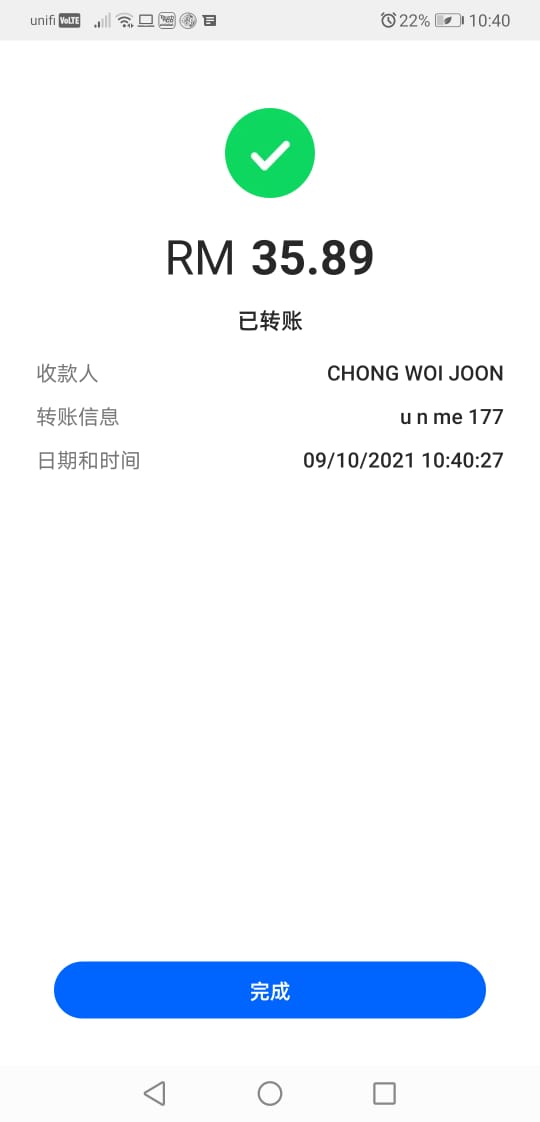 unifi VoLTE 22% 10:40
RM 35.89
已转账
收款人 CHONG WOI JOON
转账信息 u n me 177
日期和时间 09/10/2021 10:40:27
完成